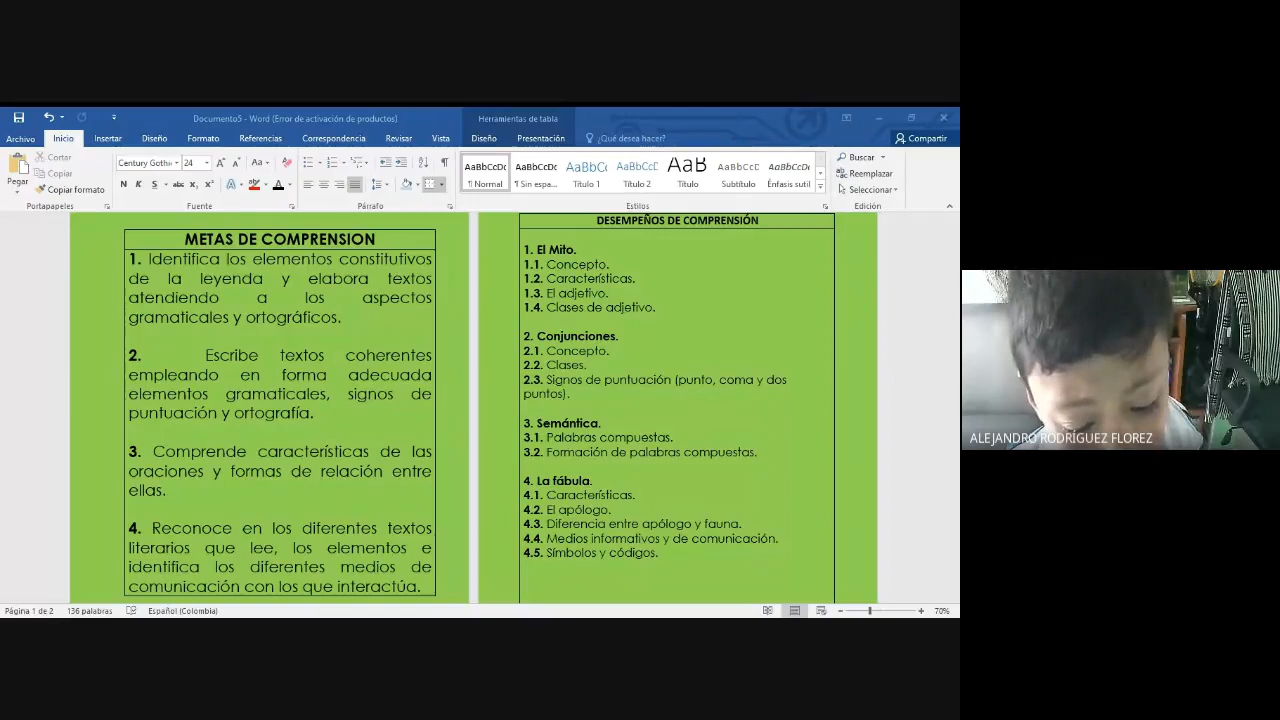 Documento5 - Word (Error de activación de productos)
Herramientas de tabla
Archivo Inicio Insertar Diseño Formato Referencias Correspondencia Revisar Vista Diseño Presentación ¿Qué desea hacer? Compartir
Pegar
Cortar
Copiar
Copiar formato
Portapapeles
Century Gothi 24
N K S abc x₂ x²
Fuente
Párrafo
AaBbCcDc AaBbCcDc AaBbCc AaBbCcD AaB AaBbCcD AaBbCcDc
¶ Normal ¶ Sin espa... Título 1 Título 2 Título Subtítulo Énfasis sutil
Estilos
Buscar
Reemplazar
Seleccionar
Edición
METAS DE COMPRENSION
1. Identifica los elementos constitutivos
de la leyenda y elabora textos
atendiendo a los aspectos
gramaticales y ortográficos.
2. Escribe textos coherentes
empleando en forma adecuada
elementos gramaticales, signos de
puntuación y ortografía.
3. Comprende características de las
oraciones y formas de relación entre
ellas.
4. Reconoce en los diferentes textos
literarios que lee, los elementos e
identifica los diferentes medios de
comunicación con los que interactúa.
DESEMPEÑOS DE COMPRENSIÓN
1. El Mito.
1.1. Concepto.
1.2. Características.
1.3. El adjetivo.
1.4. Clases de adjetivo.
2. Conjunciones.
2.1. Concepto.
2.2. Clases.
2.3. Signos de puntuación (punto, coma y dos
puntos).
3. Semántica.
3.1. Palabras compuestas.
3.2. Formación de palabras compuestas.
4. La fábula.
4.1. Características.
4.2. El apólogo.
4.3. Diferencia entre apólogo y fauna.
4.4. Medios informativos y de comunicación.
4.5. Símbolos y códigos.
Página 1 de 2 136 palabras Español (Colombia) 70%
ALEJANDRO RODRÍGUEZ FLOREZ